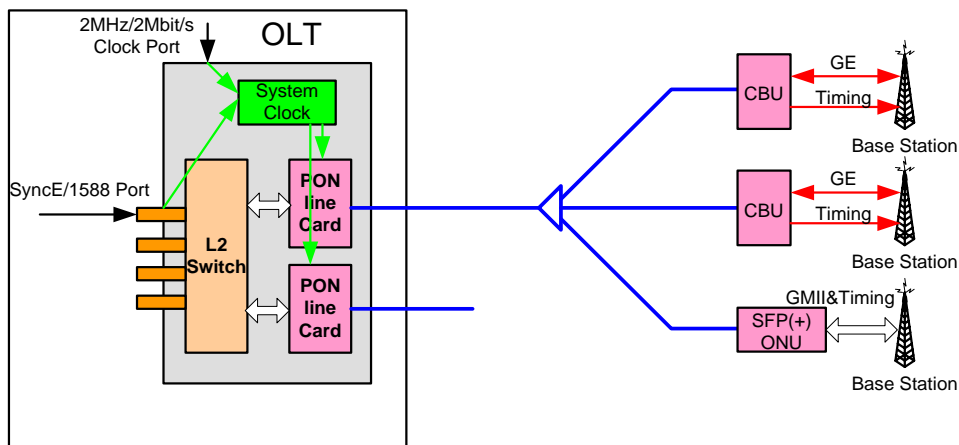 2MHz/2Mbit/s
Clock Port
OLT
System
Clock
SyncE/1588 Port
L2
Switch
PON
line
Card
PON
line
Card
CBU
GE
Timing
Base Station
CBU
GE
Timing
Base Station
SFP(+)
ONU
GMII&Timing
Base Station